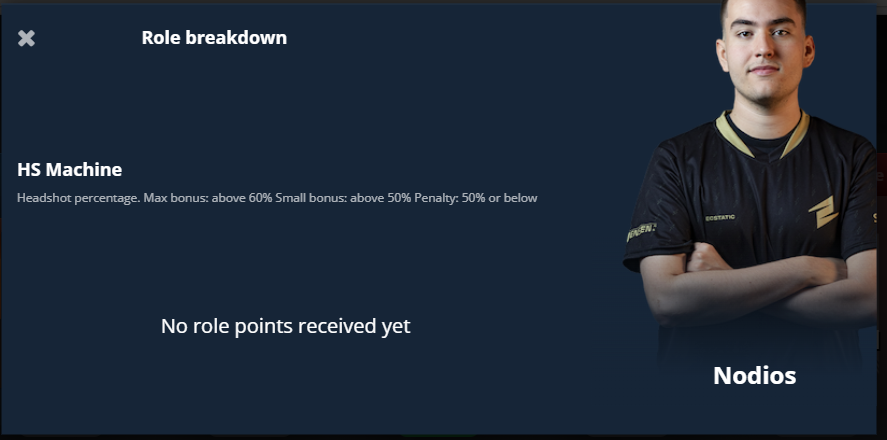 Role breakdown
HS Machine
Headshot percentage. Max bonus: above 60% Small bonus: above 50% Penalty: 50% or below
ECOSTATIC
No role points received yet
Nodios